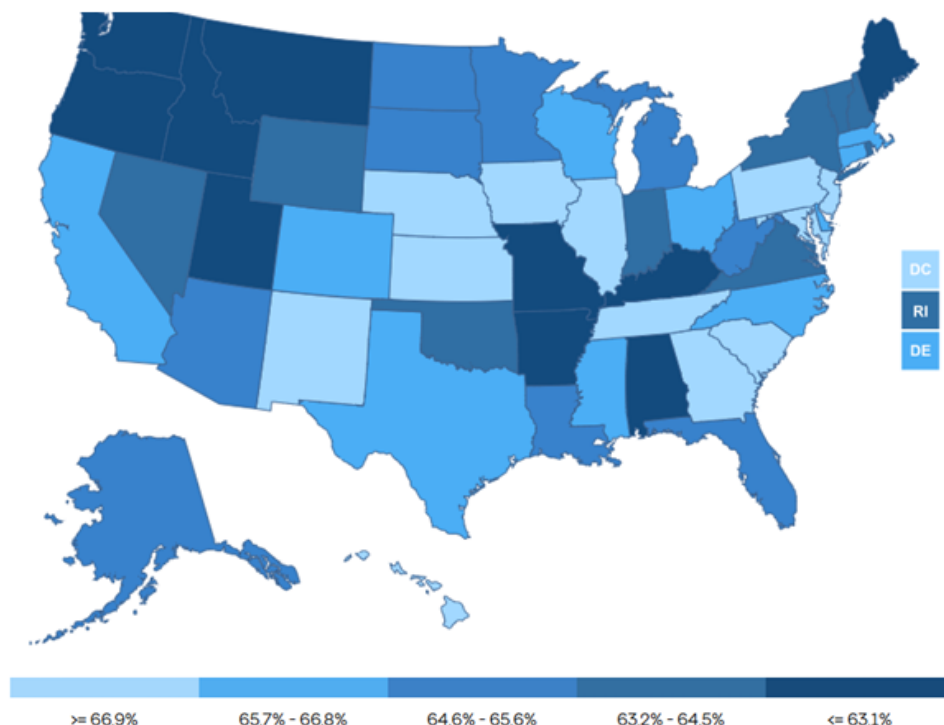 DC
RI
DE
>= 66.9%
65.7% - 66.8%
64.6% - 65.6%
63.2% - 64.5%
<= 63.1%